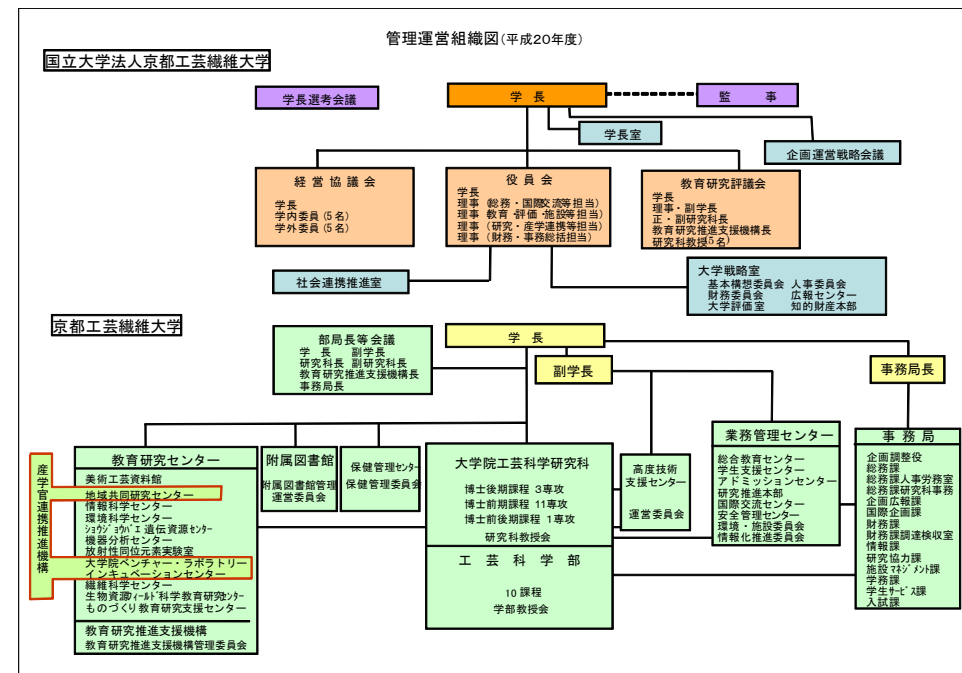 管理運営組織図(平成20年度)
国立大学法人京都工芸繊維大学
学長選考会議
学 長
監 事
学長室
企画運営戦略会議
経 営 協 議 会
学長
学内委員(5名)
学外委員(5名)
役 員 会
学長
理事(総務・国際交流等担当)
理事(教育・評価・施設等担当)
理事(研究・産学連携等担当)
理事(財務・事務総括担当)
教育研究評議会
学長
理事・副学長
正・副研究科長
教育研究推進支援機構長
研究科教授(5名)
社会連携推進室
大学戦略室
基本構想委員会 人事委員会
財務委員会 広報センター
大学評価室 知的財産本部
京都工芸繊維大学
部局長等会議
学 長 副学長
研究科長 副研究科長
教育研究推進支援機構長
事務局長
学 長
副学長
事務局長
産学官連携推進機構
教育研究センター
美術工芸資料館
地域共同研究センター
情報科学センター
環境科学センター
ショウジョウバエ遺伝資源センター
機器分析センター
放射性同位元素実験室
大学院ベンチャー・ラボラトリー
インキュベーションセンター
繊維科学センター
生物資源フィールド科学教育研究センター
ものづくり教育研究支援センター
教育研究推進支援機構
教育研究推進支援機構管理委員会
附属図書館
附属図書館管理
運営委員会
保健管理センター
保健管理委員会
大学院工芸科学研究科
博士後期課程 3専攻
博士前期課程 11専攻
博士前後期課程 1専攻
研究科教授会
工 芸 科 学 部
10課程
学部教授会
高度技術
支援センター
運営委員会
業務管理センター
総合教育センター
学生支援センター
アドミッションセンター
研究推進本部
国際交流センター
安全管理センター
環境・施設委員会
情報化推進委員会
事 務 局
企画調整役
総務課
総務課人事労務室
総務課研究科事務
企画広報課
国際企画課
財務課
財務課調達検収室
情報課
研究協力課
施設マネジメント課
学務課
学生サービス課
入試課